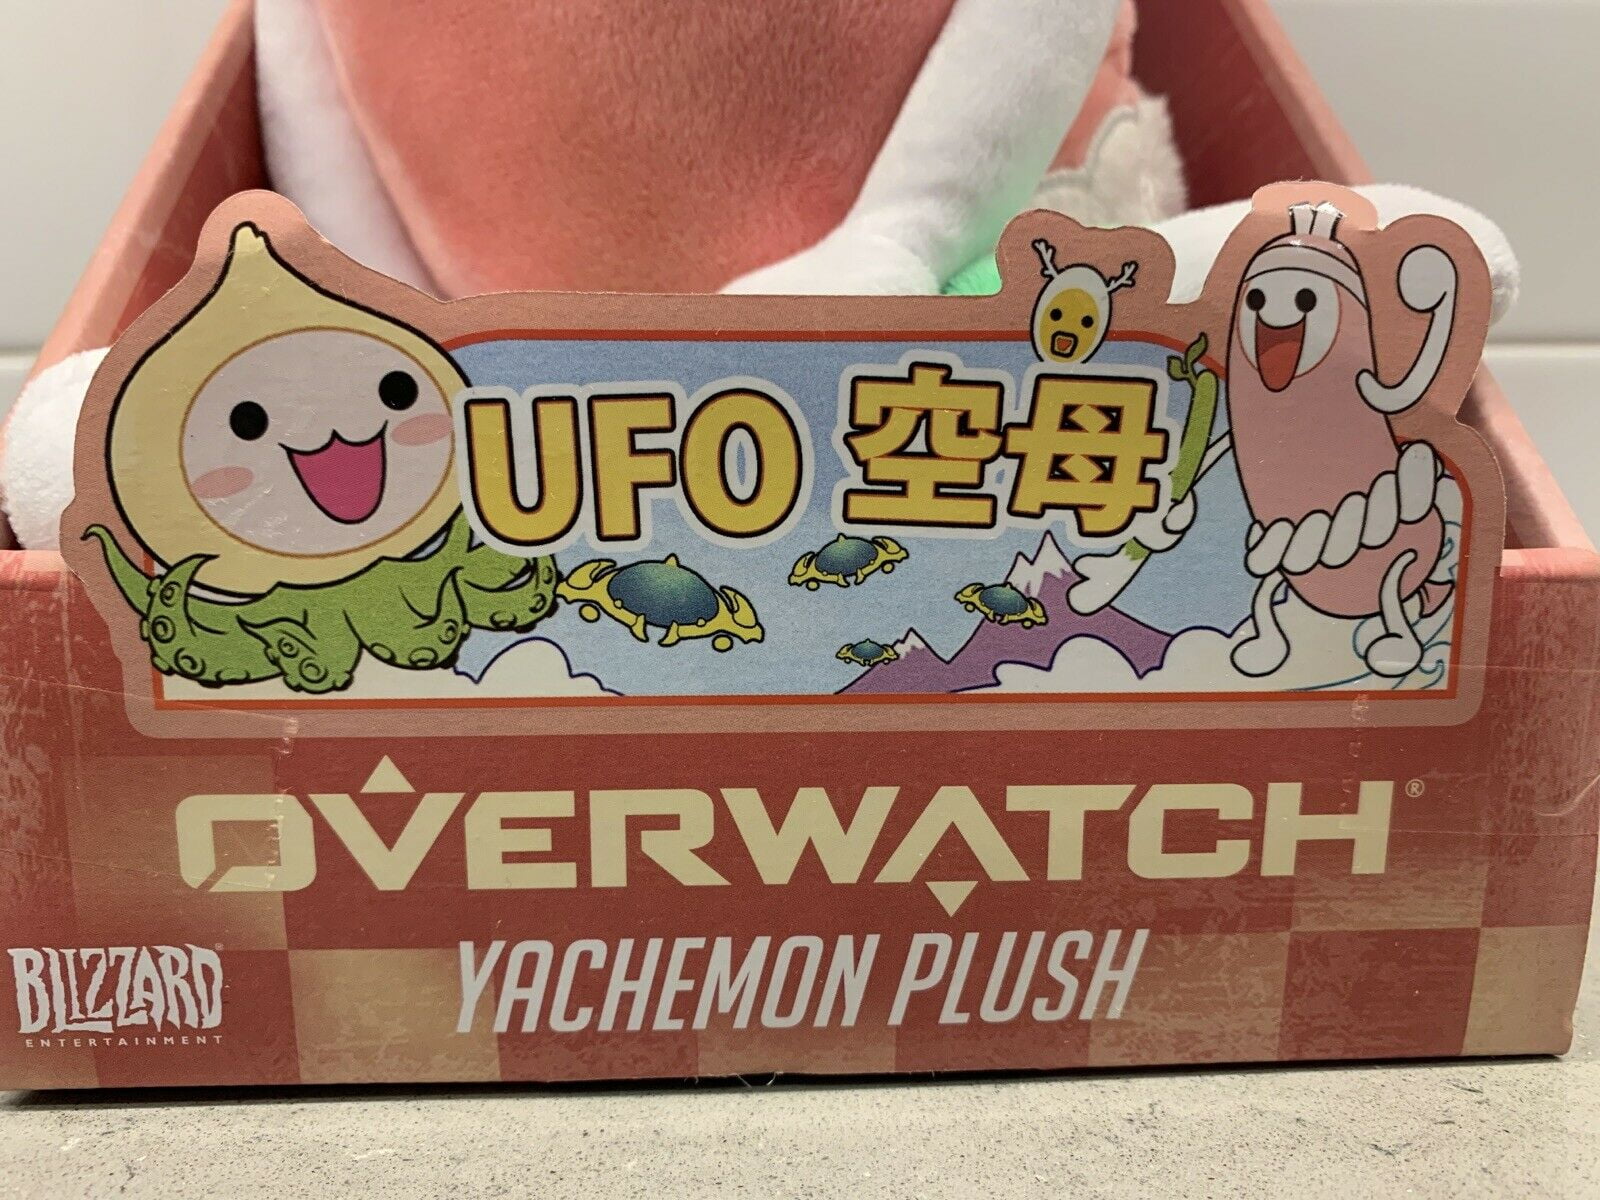 UFO 空母
OVERWATCH®
YACHEMON PLUSH
BLIZZARD®
ENTERTAINMENT